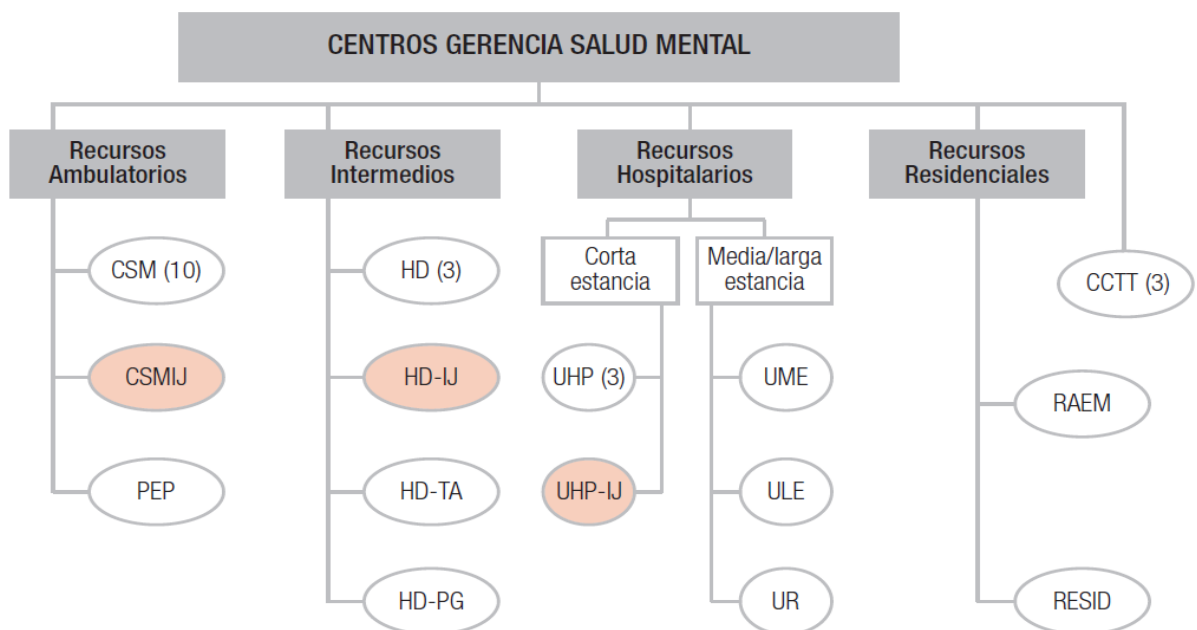 CENTROS GERENCIA SALUD MENTAL
Recursos
Ambulatorios
Recursos
Intermedios
Recursos
Hospitalarios
Recursos
Residenciales
CSM (10)
CSMIJ
PEP
HD (3)
HD-IJ
HD-TA
HD-PG
Corta
estancia
UHP (3)
UHP-IJ
Media/larga
estancia
UME
ULE
UR
RAEM
RESID
CCTT (3)